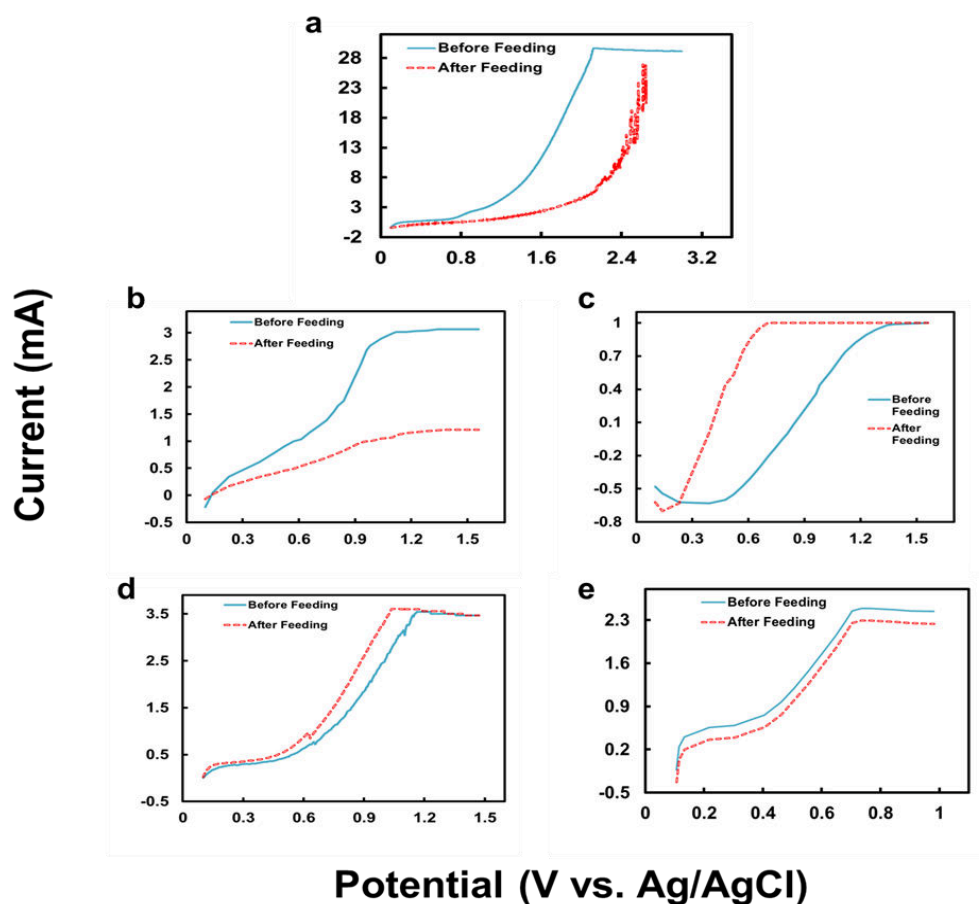 a
Before Feeding
After Feeding
28
23
18
13
8
3
-2
0 0.8 1.6 2.4 3.2
Current (mA)
b
Before Feeding
After Feeding
3
2.5
2
1.5
1
0.5
0
-0.5
0 0.3 0.6 0.9 1.2 1.5
c
1
0.7
0.4
0.1
-0.2
-0.5
-0.8
Before
Feeding
After
Feeding
0 0.3 0.6 0.9 1.2 1.5
d
Before Feeding
After Feeding
3.5
2.5
1.5
0.5
-0.5
0 0.3 0.6 0.9 1.2 1.5
e
Before Feeding
After Feeding
2.3
1.6
0.9
0.2
-0.5
0 0.2 0.4 0.6 0.8 1
Potential (V vs. Ag/AgCl)